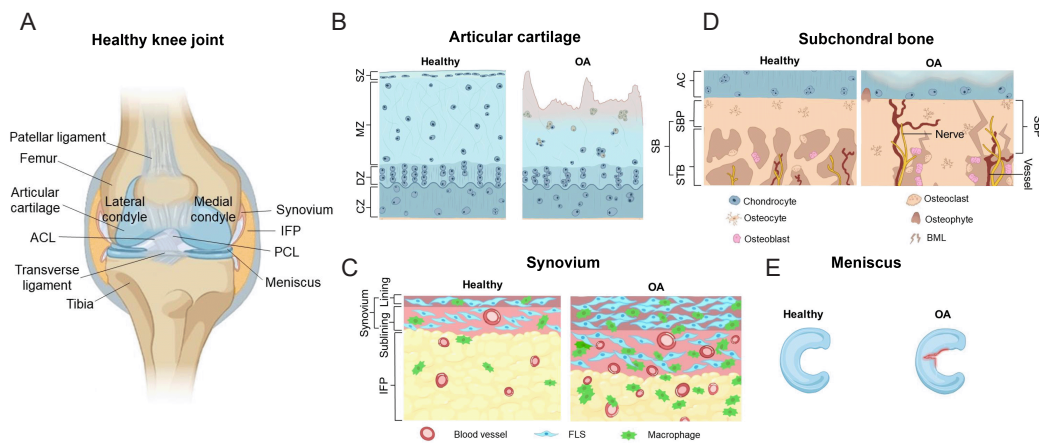 A
Healthy knee joint
Patellar ligament
Femur
Articular
cartilage
Lateral
condyle
Medial
condyle
ACL
Transverse
ligament
Tibia
Synovium
IFP
PCL
Meniscus
B
Articular cartilage
Healthy
OA
SZ
MZ
DZ
CZ
C
Synovium
Healthy
OA
Synovium
Lining
Sublining
IFP
Blood vessel
FLS
Macrophage
D
Subchondral bone
Healthy
OA
AC
SB
SBP
STB
Nerve
SBP
Vessel
Chondrocyte
Osteocyte
Osteoblast
Osteoclast
Osteophyte
BML
E
Meniscus
Healthy
OA